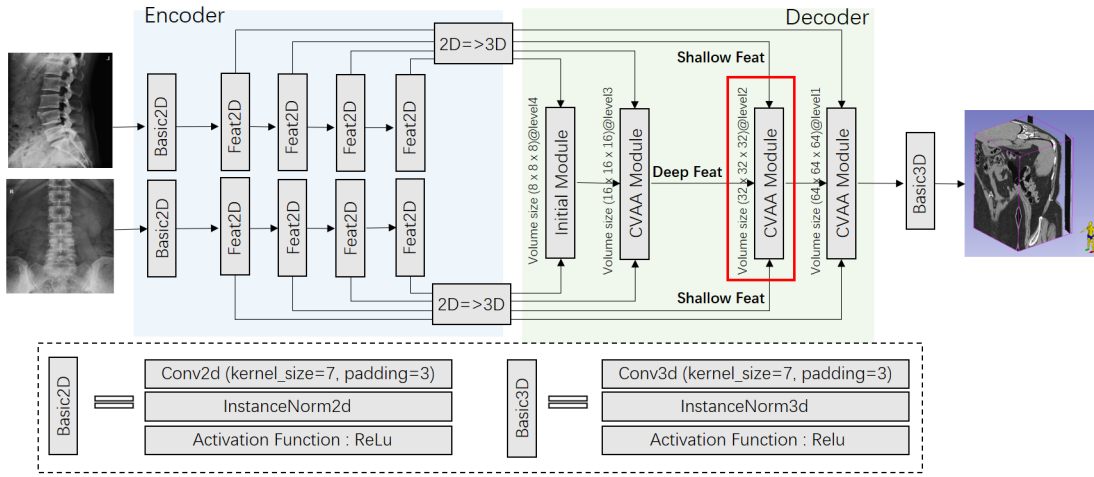 Encoder
Decoder
2D=>3D
Shallow Feat
Basic2D
Feat2D
Feat2D
Feat2D
Feat2D
Volume size (8 x 8 x 8)@level4
Initial Module
Volume size (16 x 16 x 16)@level3
CVAA Module
Deep Feat
Volume size (32 x 32 x 32)@level2
CVAA Module
Volume size (64 x 64 x 64)@level1
CVAA Module
Basic3D
Basic2D
Feat2D
Feat2D
Feat2D
Feat2D
2D=>3D
Shallow Feat
Basic2D
Conv2d (kernel_size=7, padding=3)
InstanceNorm2d
Activation Function : ReLu
Basic3D
Conv3d (kernel_size=7, padding=3)
InstanceNorm3d
Activation Function : Relu